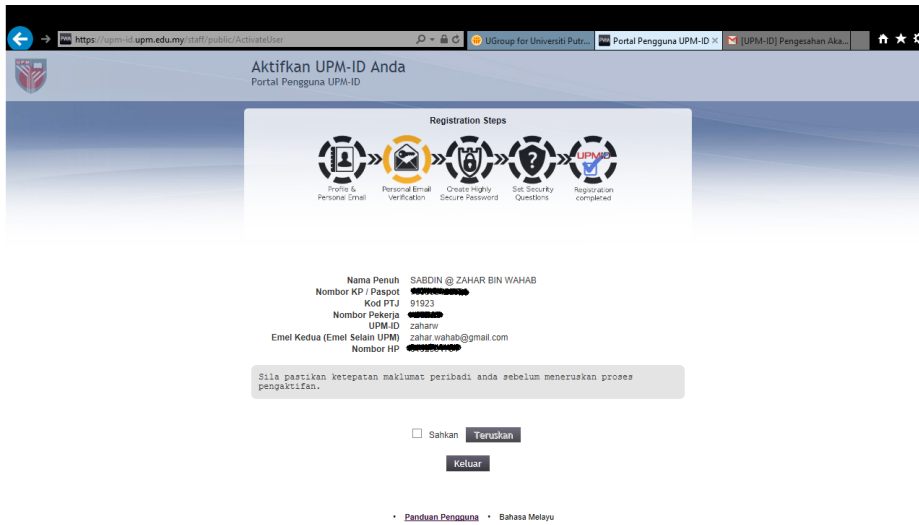 https://upm-id.upm.edu.my/staff/public/ActivateUser
UGroup for Universiti Putr...
Portal Pengguna UPM-ID
[UPM-ID] Pengesahan Aka...
Aktifkan UPM-ID Anda
Portal Pengguna UPM-ID
Registration Steps
UPMID
Profile & Personal Email
Personal Email Verification
Create Highly Secure Password
Set Security Questions
Registration completed
Nama Penuh SABDIN @ ZAHAR BIN WAHAB
Nombor KP / Paspot
Kod PTJ 91923
Nombor Pekerja
UPM-ID zaharw
Emel Kedua (Emel Selain UPM) zahar.wahab@gmail.com
Nombor HP
Sila pastikan ketepatan maklumat peribadi anda sebelum meneruskan proses
pengaktifan.
Sahkan Teruskan
Keluar
• Panduan Pengguna • Bahasa Melayu